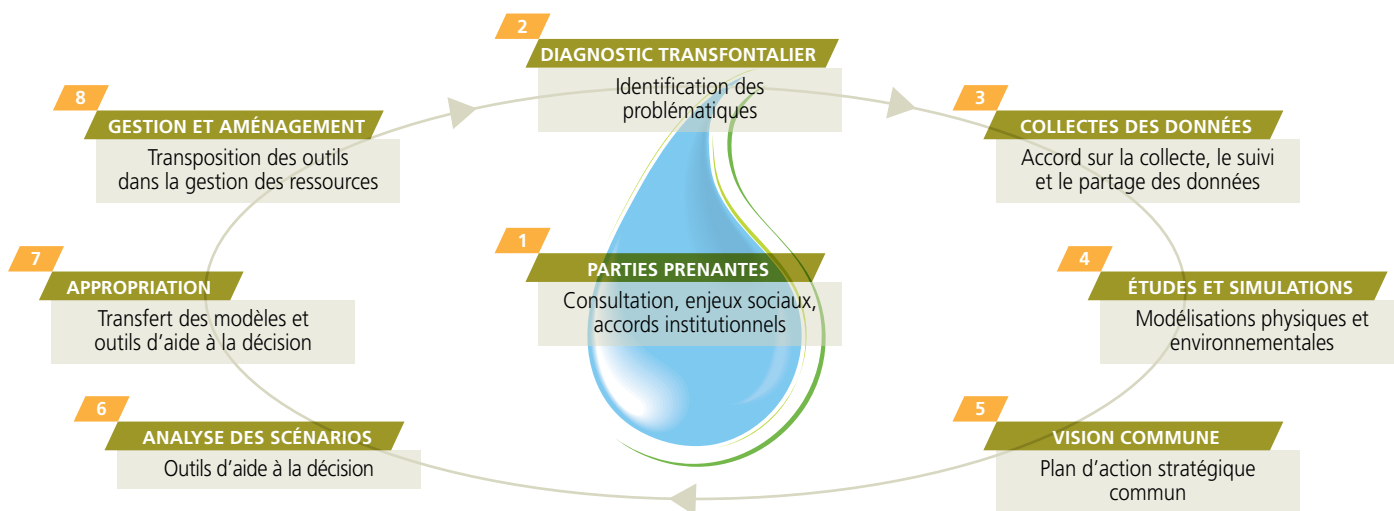 1
PARTIES PRENANTES
Consultation, enjeux sociaux,
accords institutionnels
2
DIAGNOSTIC TRANSFONTALIER
Identification des
problématiques
3
COLLECTES DES DONNÉES
Accord sur la collecte, le suivi
et le partage des données
4
ÉTUDES ET SIMULATIONS
Modélisations physiques et
environnementales
5
VISION COMMUNE
Plan d'action stratégique
commun
6
ANALYSE DES SCÉNARIOS
Outils d'aide à la décision
7
APPROPRIATION
Transfert des modèles et
outils d'aide à la décision
8
GESTION ET AMÉNAGEMENT
Transposition des outils
dans la gestion des ressources